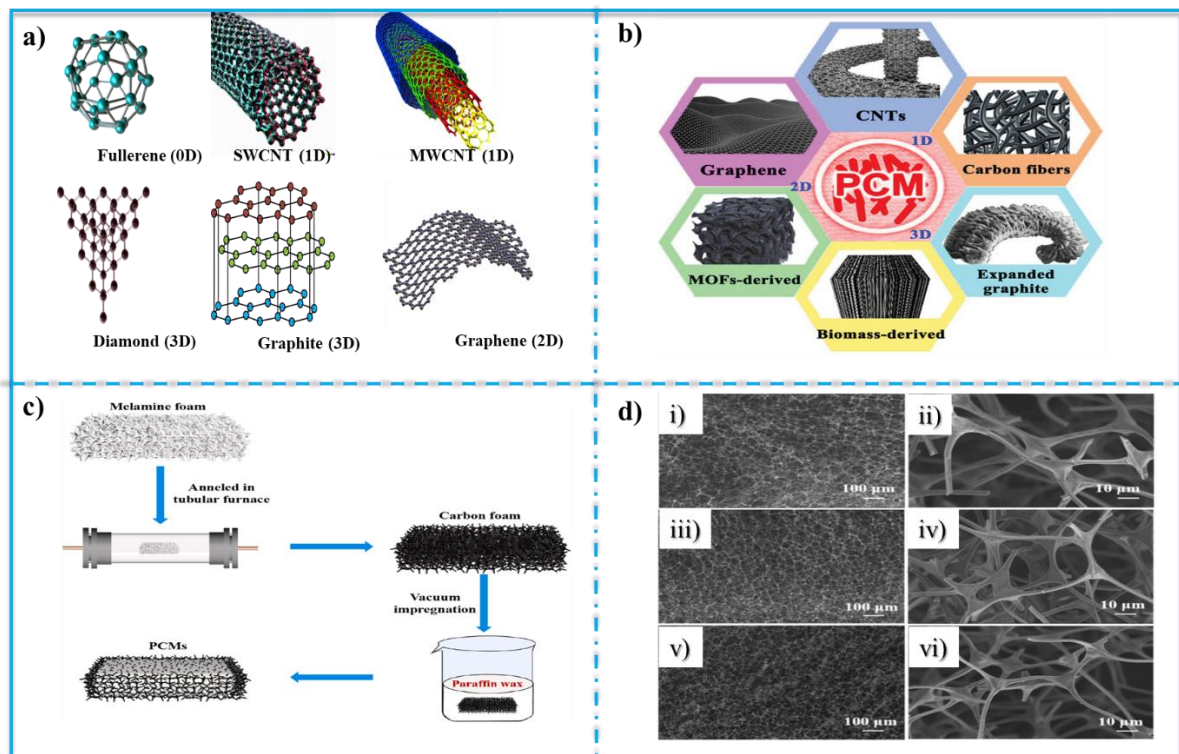 a)
Fullerene (0D)
SWCNT (1D)
MWCNT (1D)
Diamond (3D)
Graphite (3D)
Graphene (2D)
b)
CNTs
Graphene
1D
Carbon fibers
2D
PCM
3D
MOFs-derived
Expanded
graphite
Biomass-derived
c)
Melamine foam
Anneled in
tubular furnace
Carbon foam
Vacuum
impregnation
PCMs
Paraffin wax
d)
i)
100 μm
ii)
10 μm
iii)
100 μm
iv)
10 μm
v)
100 μm
vi)
10 μm